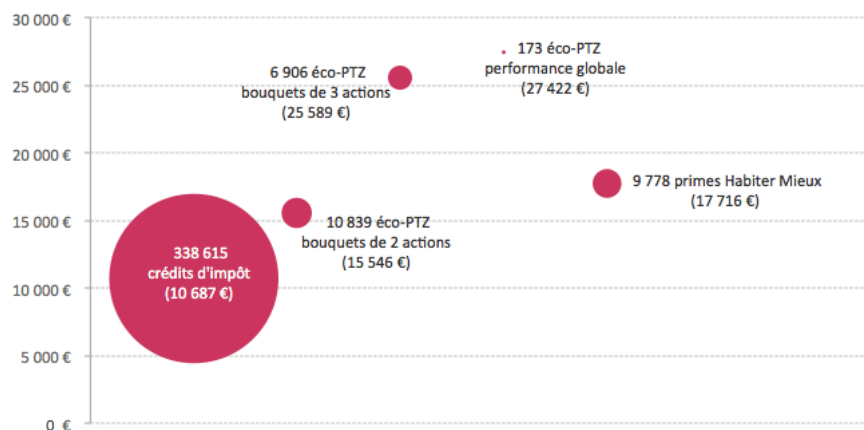 30 000 €
25 000 €
20 000 €
15 000 €
10 000 €
5 000 €
0 €
6 906 éco-PTZ
bouquets de 3 actions
(25 589 €)
173 éco-PTZ
performance globale
(27 422 €)
9 778 primes Habiter Mieux
(17 716 €)
10 839 éco-PTZ
bouquets de 2 actions
(15 546 €)
338 615
crédits d'impôt
(10 687 €)